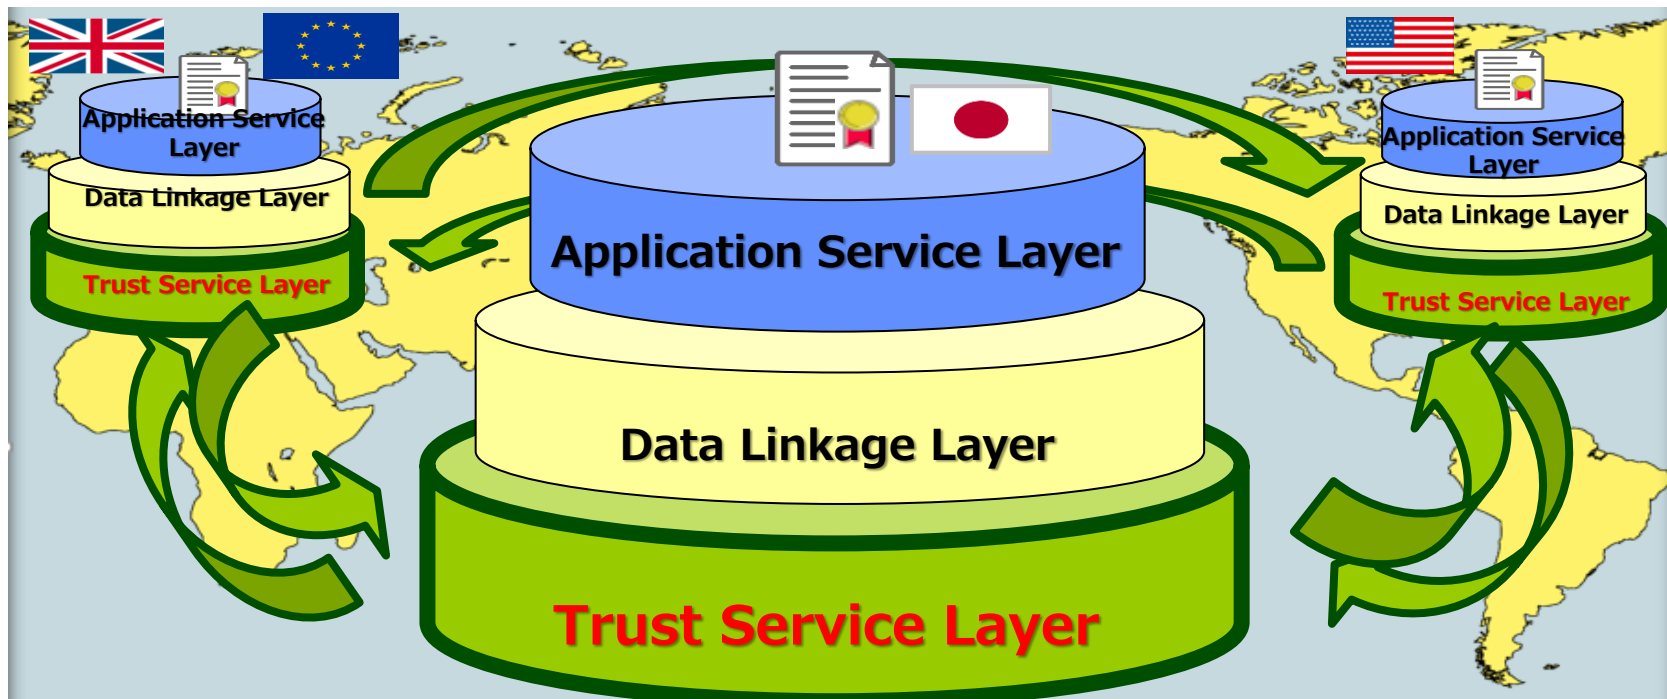 Application Service
Layer
Data Linkage Layer
Trust Service Layer
Application Service Layer
Data Linkage Layer
Trust Service Layer
Application Service
Layer
Data Linkage Layer
Trust Service Layer